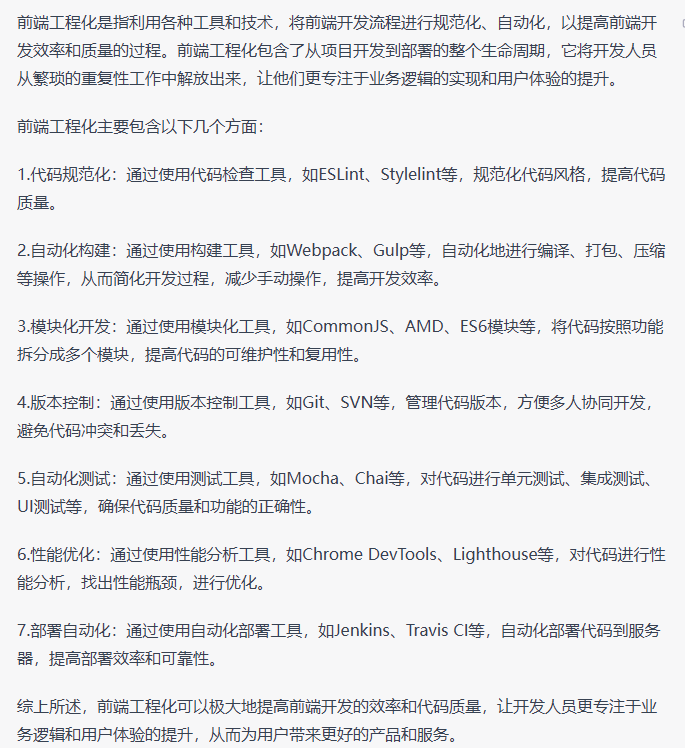 前端工程化是指利用各种工具和技术，将前端开发流程进行规范化、自动化，以提高前端开
发效率和质量的过程。前端工程化包含了从项目开发到部署的整个生命周期，它将开发人员
从繁琐的重复性工作中解放出来，让他们更专注于业务逻辑的实现和用户体验的提升。
前端工程化主要包含以下几个方面：
1.代码规范化：通过使用代码检查工具，如ESLint、Stylelint等，规范化代码风格，提高代码
质量。
2.自动化构建：通过使用构建工具，如Webpack、Gulp等，自动化地进行编译、打包、压缩
等操作，从而简化开发过程，减少手动操作，提高开发效率。
3.模块化开发：通过使用模块化工具，如CommonJS、AMD、ES6模块等，将代码按照功能
拆分成多个模块，提高代码的可维护性和复用性。
4.版本控制：通过使用版本控制工具，如Git、SVN等，管理代码版本，方便多人协同开发，
避免代码冲突和丢失。
5.自动化测试：通过使用测试工具，如Mocha、Chai等，对代码进行单元测试、集成测试、
UI测试等，确保代码质量和功能的正确性。
6.性能优化：通过使用性能分析工具，如Chrome DevTools、Lighthouse等，对代码进行性
能分析，找出性能瓶颈，进行优化。
7.部署自动化：通过使用自动化部署工具，如Jenkins、Travis CI等，自动化部署代码到服务
器，提高部署效率和可靠性。
综上所述，前端工程化可以极大地提高前端开发的效率和代码质量，让开发人员更专注于业
务逻辑和用户体验的提升，从而为用户带来更好的产品和服务。